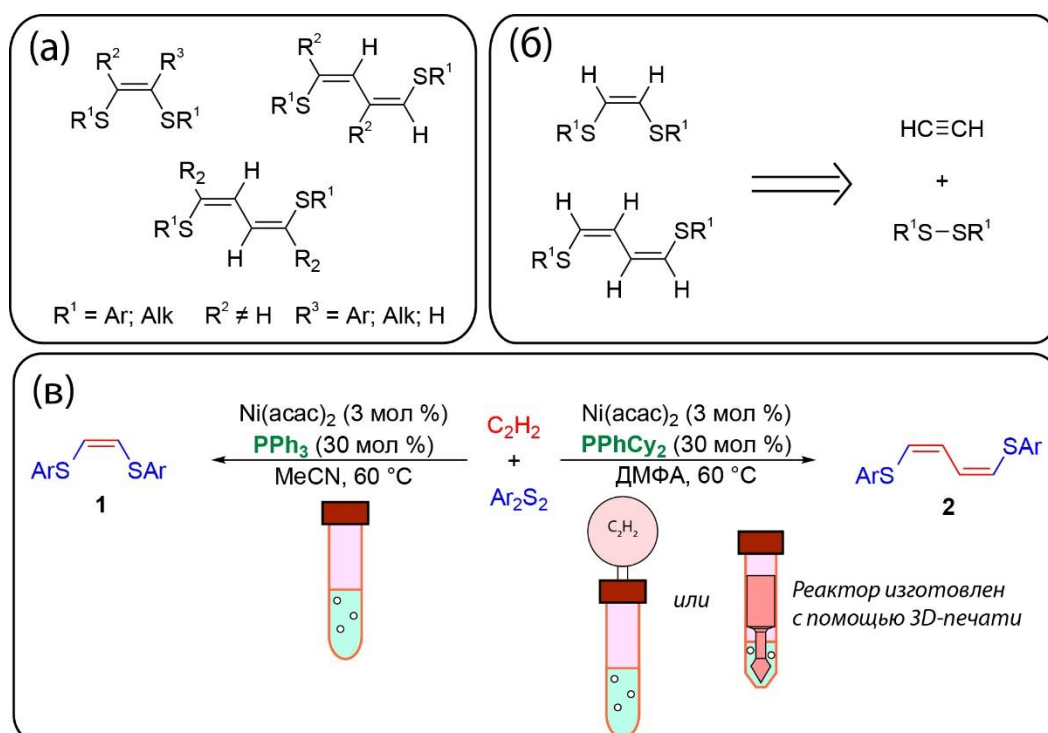 (а)
R² R³
R¹S SR¹
R² H SR¹
R¹S R² H
R₂ H SR¹
R¹S H R₂
R¹ = Ar; Alk R² ≠ H R³ = Ar; Alk; H
(б)
H H
R¹S SR¹
H H SR¹
R¹S H H
HC≡CH
+
R¹S–SR¹
(в)
ArS SAr
1
Ni(acac)₂ (3 мол %)
PPh₃ (30 мол %)
MeCN, 60 °C
C₂H₂
+
Ar₂S₂
Ni(acac)₂ (3 мол %)
PPhCy₂ (30 мол %)
ДМФА, 60 °C
ArS SAr
2
C₂H₂
или
Реактор изготовлен
с помощью 3D-печати